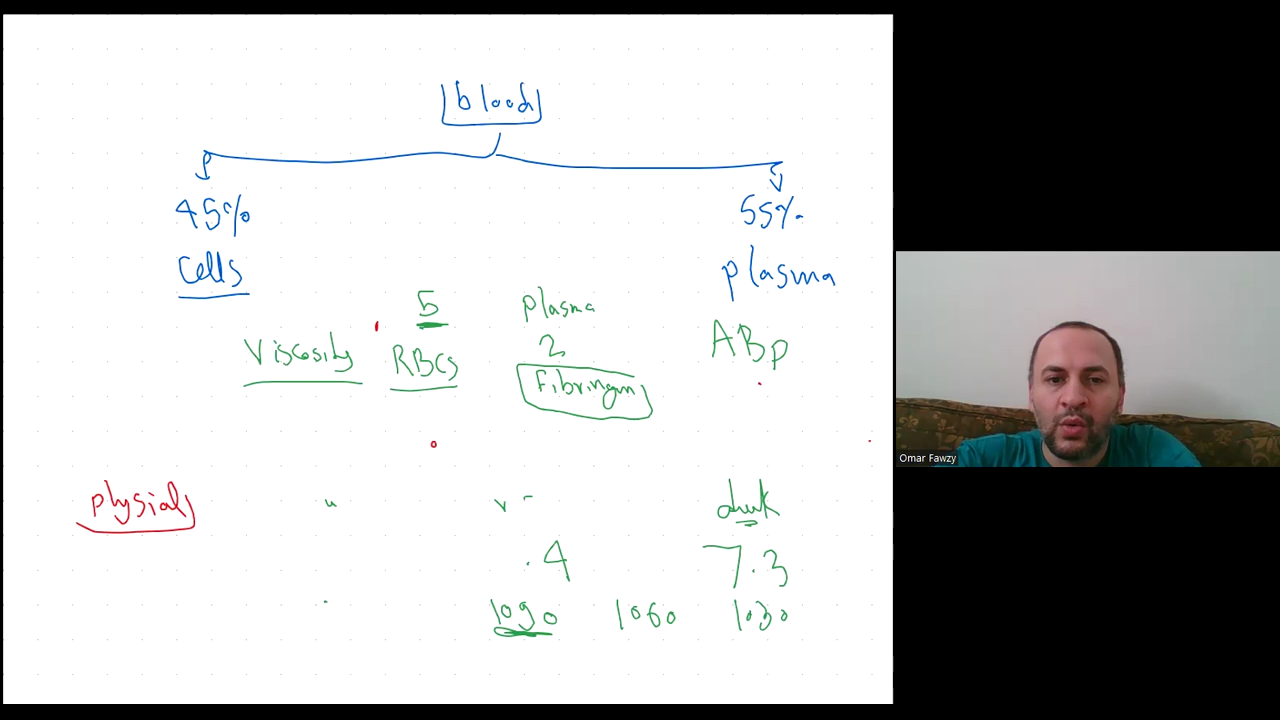 blood
45% 55%
Cells plasma
5 plasma
Viscosity RBCs 2 ABP
Fibrinogen
physial
.4 7.3
1090 1060 1030
Omar Fawzy